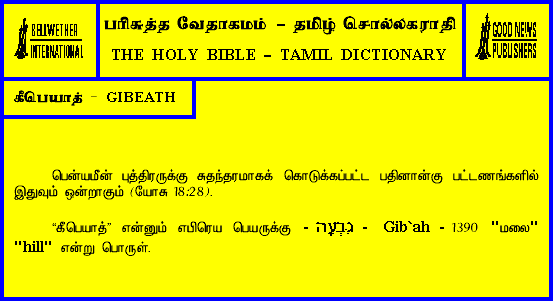 BELLWETHER
INTERNATIONAL
பரிசுத்த வேதாகமம் – தமிழ் சொல்லகராதி
THE HOLY BIBLE – TAMIL DICTIONARY
GOOD NEWS
PUBLISHERS
கீபெயாத் – GIBEATH
பென்யமீன் புத்திரருக்கு சுதந்தரமாகக் கொடுக்கப்பட்ட பதினான்கு பட்டணங்களில்
இதுவும் ஒன்றாகும் (யோசு 18:28).
“கீபெயாத்” என்னும் எபிரெய பெயருக்கு - גִּבְעָה - Gib`ah - 1390 "மலை"
"hill" என்று பொருள்.